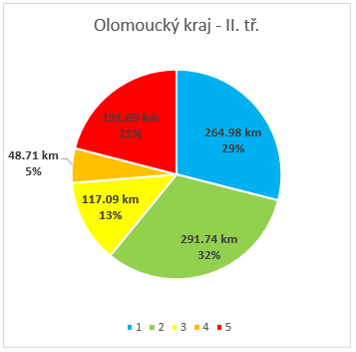 Olomoucký kraj - II. tř.
191.69 km
21%
264.98 km
29%
48.71 km
5%
117.09 km
13%
291.74 km
32%
1 2 3 4 5